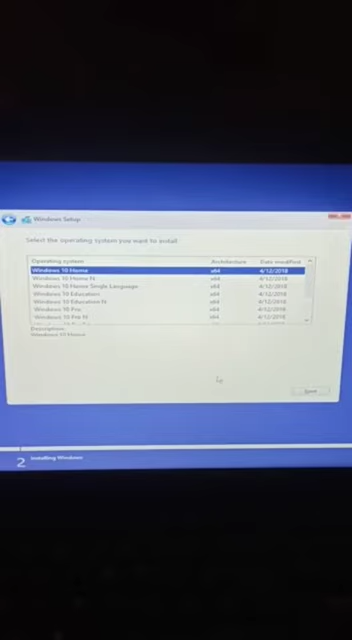 Windows Setup
Select the operating system you want to install
Operating system Architecture Date modified
Windows 10 Home x64 4/12/2018
Windows 10 Home N x64 4/12/2018
Windows 10 Home Single Language x64 4/12/2018
Windows 10 Education x64 4/12/2018
Windows 10 Education N x64 4/12/2018
Windows 10 Pro x64 4/12/2018
Windows 10 Pro N x64 4/12/2018
Description:
Windows 10 Home
Next
2 Installing Windows